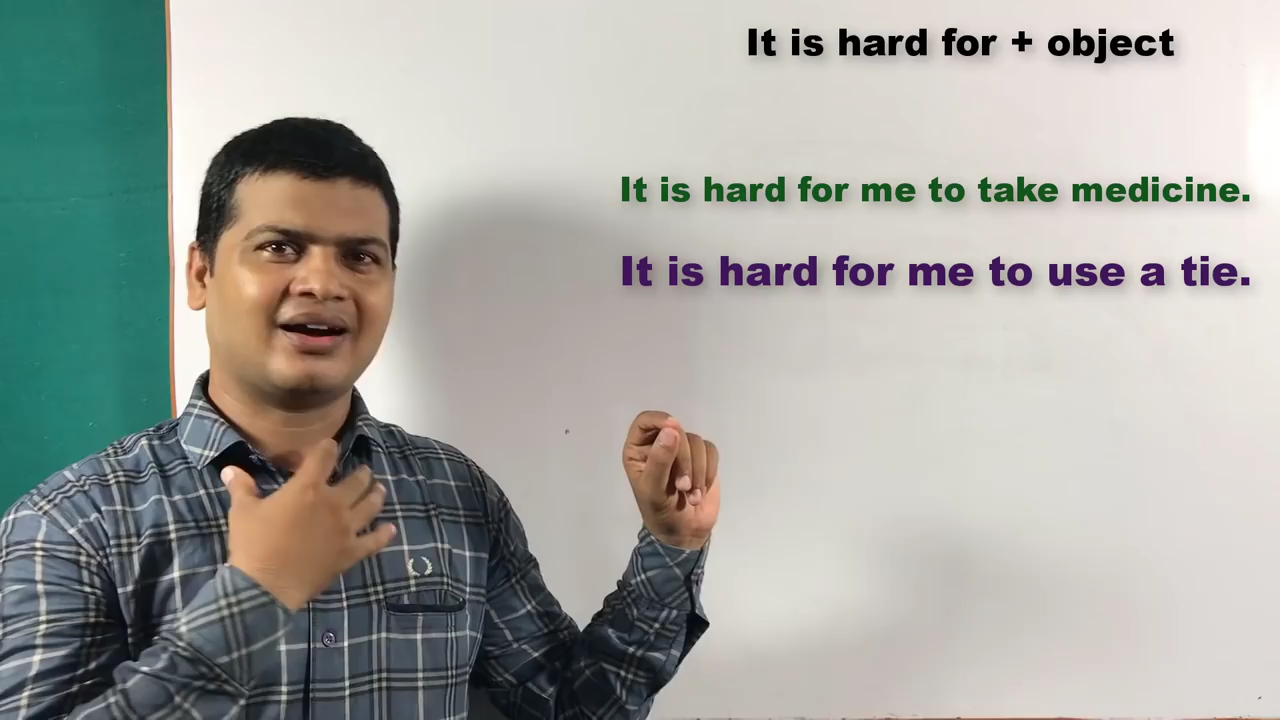 It is hard for + object
It is hard for me to take medicine.
It is hard for me to use a tie.